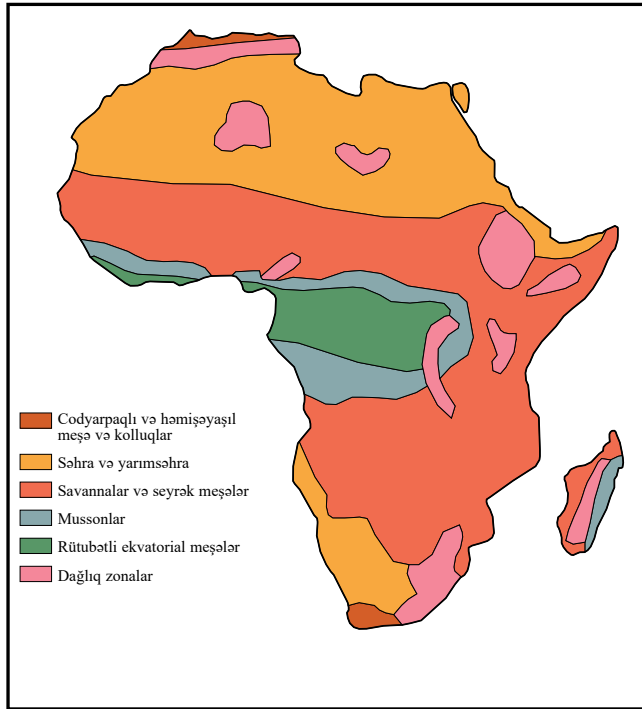 Codyarpaqlı və həmişəyaşıl
meşə və kolluqlar
Səhra və yarımsəhra
Savannalar və seyrək meşələr
Mussonlar
Rütubətli ekvatorial meşələr
Dağlıq zonalar